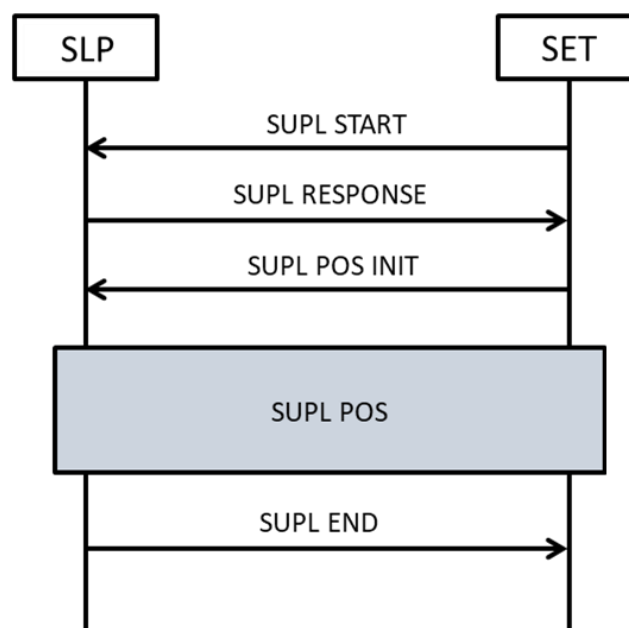 SLP
SET
SUPL START
SUPL RESPONSE
SUPL POS INIT
SUPL POS
SUPL END